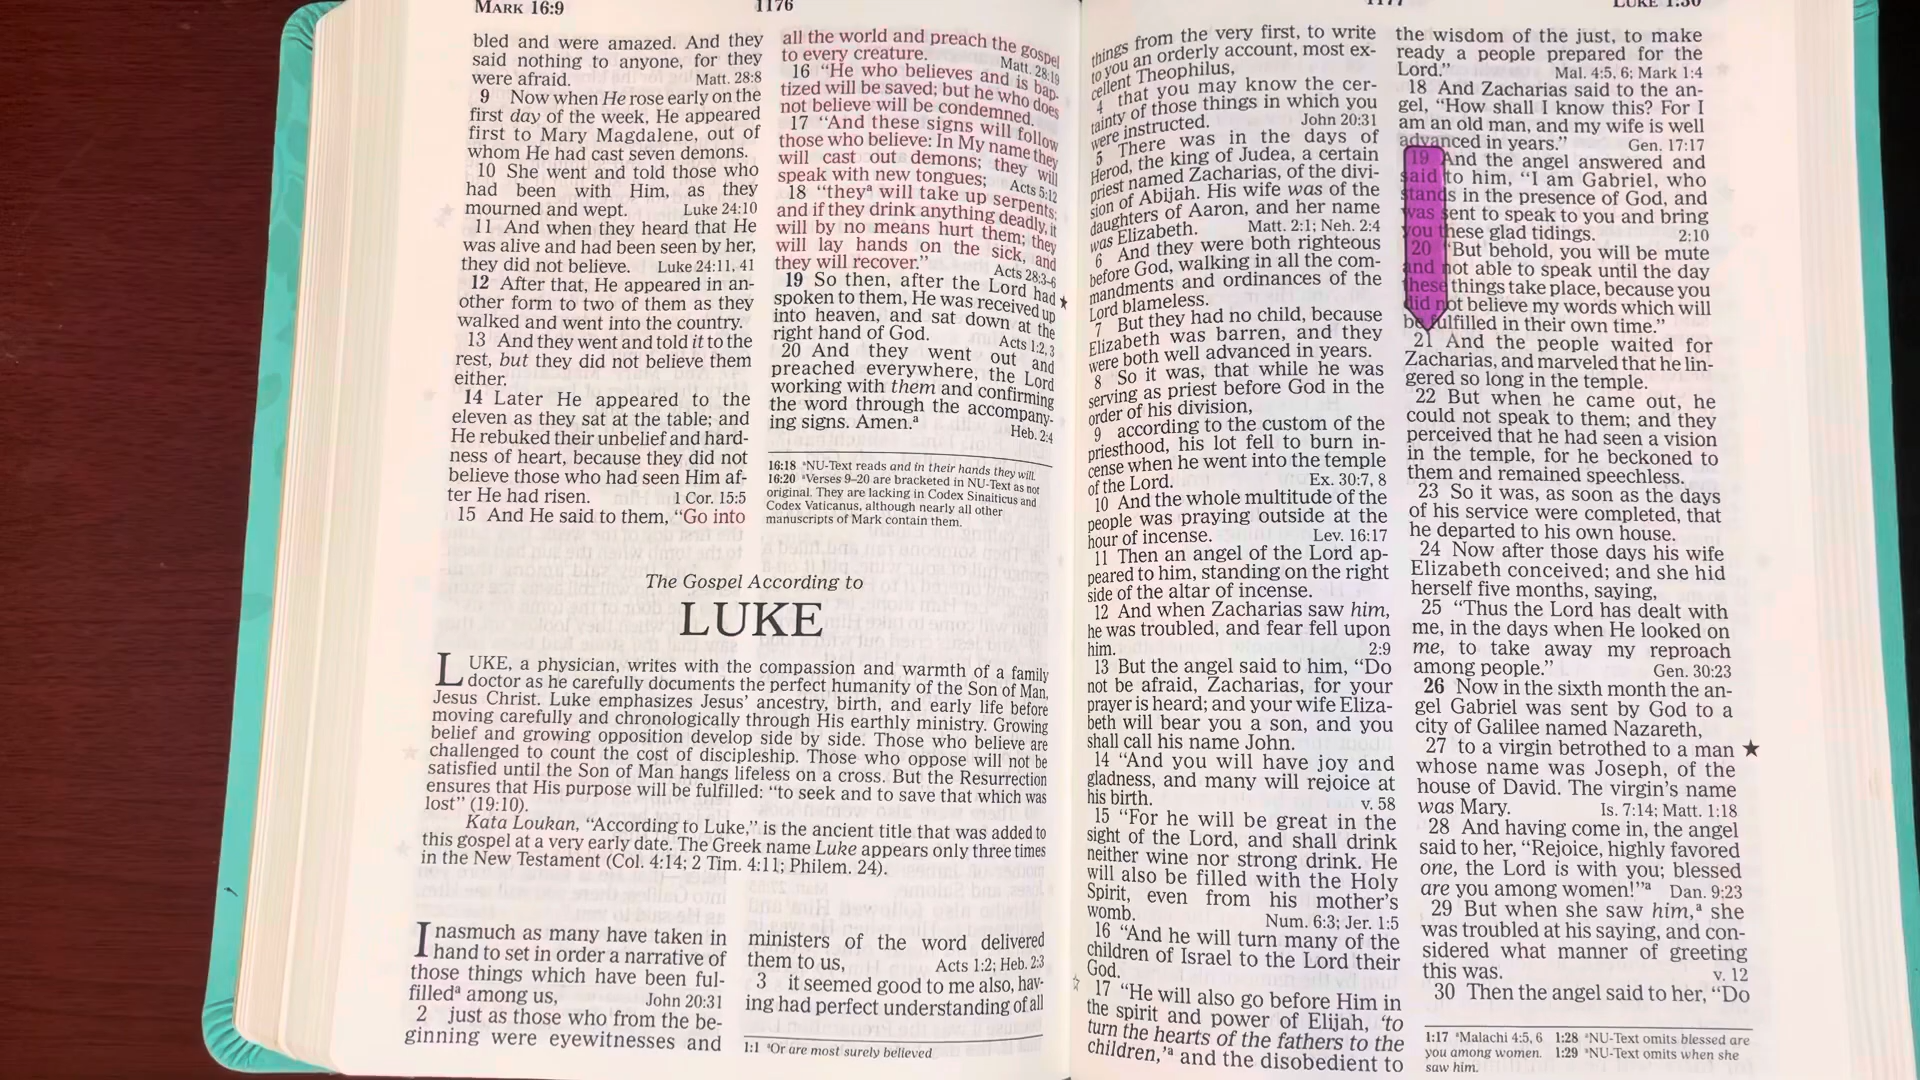 MARK 16:9
1176
bled and were amazed. And they
said nothing to anyone, for they
were afraid. Matt. 28:8
9 Now when He rose early on the
first day of the week, He appeared
first to Mary Magdalene, out of
whom He had cast seven demons.
10 She went and told those who
had been with Him, as they
mourned and wept. Luke 24:10
11 And when they heard that He
was alive and had been seen by her,
they did not believe. Luke 24:11, 41
12 After that, He appeared in an-
other form to two of them as they
walked and went into the country.
13 And they went and told it to the
rest, but they did not believe them
either.
14 Later He appeared to the
eleven as they sat at the table; and
He rebuked their unbelief and hard-
ness of heart, because they did not
believe those who had seen Him af-
ter He had risen. 1 Cor. 15:5
15 And He said to them, “Go into
all the world and preach the gospel
to every creature. Matt. 28:19
16 “He who believes and is bap-
tized will be saved; but he who does
not believe will be condemned.
17 “And these signs will follow
those who believe: In My name they
will cast out demons; they will
speak with new tongues; Acts 5:12
18 “theyª will take up serpents;
and if they drink anything deadly, it
will by no means hurt them; they
will lay hands on the sick, and
they will recover.” Acts 28:3–6
19 So then, after the Lord had ★
spoken to them, He was received up
into heaven, and sat down at the
right hand of God. Acts 1:2, 3
20 And they went out and
preached everywhere, the Lord
working with them and confirming
the word through the accompany-
ing signs. Amen.ª Heb. 2:4
16:18 ªNU-Text reads and in their hands they will.
16:20 ªVerses 9–20 are bracketed in NU-Text as not
original. They are lacking in Codex Sinaiticus and
Codex Vaticanus, although nearly all other
manuscripts of Mark contain them.
The Gospel According to
LUKE
LUKE, a physician, writes with the compassion and warmth of a family
doctor as he carefully documents the perfect humanity of the Son of Man,
Jesus Christ. Luke emphasizes Jesus’ ancestry, birth, and early life before
moving carefully and chronologically through His earthly ministry. Growing
belief and growing opposition develop side by side. Those who believe are
challenged to count the cost of discipleship. Those who oppose will not be
satisfied until the Son of Man hangs lifeless on a cross. But the Resurrection
ensures that His purpose will be fulfilled: “to seek and to save that which was
lost” (19:10).
Kata Loukan, “According to Luke,” is the ancient title that was added to
this gospel at a very early date. The Greek name Luke appears only three times
in the New Testament (Col. 4:14; 2 Tim. 4:11; Philem. 24).
Inasmuch as many have taken in
hand to set in order a narrative of
those things which have been ful-
filledª among us, John 20:31
2 just as those who from the be-
ginning were eyewitnesses and
ministers of the word delivered
them to us, Acts 1:2; Heb. 2:3
3 it seemed good to me also, hav-
ing had perfect understanding of all
1:1 ªOr are most surely believed
1177
LUKE 1:30
things from the very first, to write
to you an orderly account, most ex-
cellent Theophilus,
4 that you may know the cer-
tainty of those things in which you
were instructed. John 20:31
5 There was in the days of
Herod, the king of Judea, a certain
priest named Zacharias, of the divi-
sion of Abijah. His wife was of the
daughters of Aaron, and her name
was Elizabeth. Matt. 2:1; Neh. 2:4
6 And they were both righteous
before God, walking in all the com-
mandments and ordinances of the
Lord blameless.
7 But they had no child, because
Elizabeth was barren, and they
were both well advanced in years.
8 So it was, that while he was
serving as priest before God in the
order of his division,
9 according to the custom of the
priesthood, his lot fell to burn in-
cense when he went into the temple
of the Lord. Ex. 30:7, 8
10 And the whole multitude of the
people was praying outside at the
hour of incense. Lev. 16:17
11 Then an angel of the Lord ap-
peared to him, standing on the right
side of the altar of incense.
12 And when Zacharias saw him,
he was troubled, and fear fell upon
him. 2:9
13 But the angel said to him, “Do
not be afraid, Zacharias, for your
prayer is heard; and your wife Eliza-
beth will bear you a son, and you
shall call his name John.
14 “And you will have joy and
gladness, and many will rejoice at
his birth. v. 58
15 “For he will be great in the
sight of the Lord, and shall drink
neither wine nor strong drink. He
will also be filled with the Holy
Spirit, even from his mother’s
womb. Num. 6:3; Jer. 1:5
16 “And he will turn many of the
children of Israel to the Lord their
God.
☆ 17 “He will also go before Him in
the spirit and power of Elijah, ‘to
turn the hearts of the fathers to the
children,’ª and the disobedient to
the wisdom of the just, to make
ready a people prepared for the
Lord.” Mal. 4:5, 6; Mark 1:4
18 And Zacharias said to the an-
gel, “How shall I know this? For I
am an old man, and my wife is well
advanced in years.” Gen. 17:17
19 And the angel answered and
said to him, “I am Gabriel, who
stands in the presence of God, and
was sent to speak to you and bring
you these glad tidings. 2:10
20 “But behold, you will be mute
and not able to speak until the day
these things take place, because you
did not believe my words which will
be fulfilled in their own time.”
21 And the people waited for
Zacharias, and marveled that he lin-
gered so long in the temple.
22 But when he came out, he
could not speak to them; and they
perceived that he had seen a vision
in the temple, for he beckoned to
them and remained speechless.
23 So it was, as soon as the days
of his service were completed, that
he departed to his own house.
24 Now after those days his wife
Elizabeth conceived; and she hid
herself five months, saying,
25 “Thus the Lord has dealt with
me, in the days when He looked on
me, to take away my reproach
among people.” Gen. 30:23
26 Now in the sixth month the an-
gel Gabriel was sent by God to a
city of Galilee named Nazareth,
27 to a virgin betrothed to a man ★
whose name was Joseph, of the
house of David. The virgin’s name
was Mary. Is. 7:14; Matt. 1:18
28 And having come in, the angel
said to her, “Rejoice, highly favored
one, the Lord is with you; blessed
are you among women!”ª Dan. 9:23
29 But when she saw him,ª she
was troubled at his saying, and con-
sidered what manner of greeting
this was. v. 12
30 Then the angel said to her, “Do
1:17 ªMalachi 4:5, 6 1:28 ªNU-Text omits blessed are
you among women. 1:29 ªNU-Text omits when she
saw him.